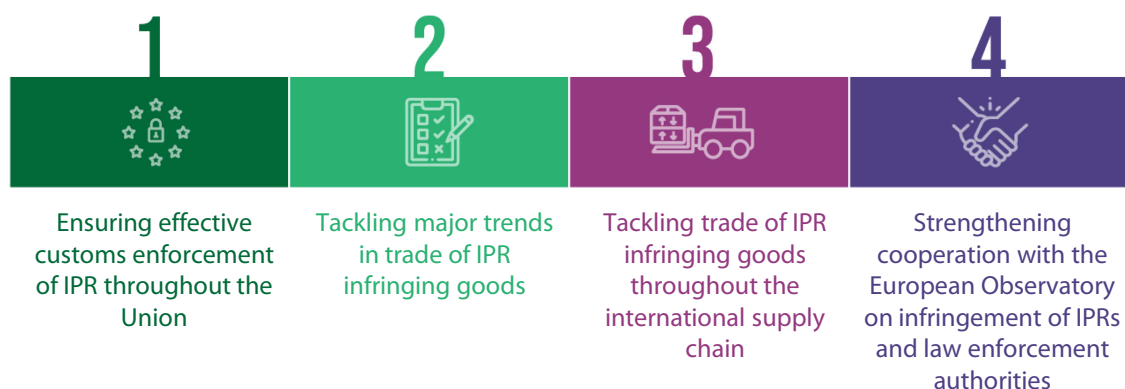 1
Ensuring effective
customs enforcement
of IPR throughout the
Union
2
Tackling major trends
in trade of IPR
infringing goods
3
Tackling trade of IPR
infringing goods
throughout the
international supply
chain
4
Strengthening
cooperation with the
European Observatory
on infringement of IPRs
and law enforcement
authorities